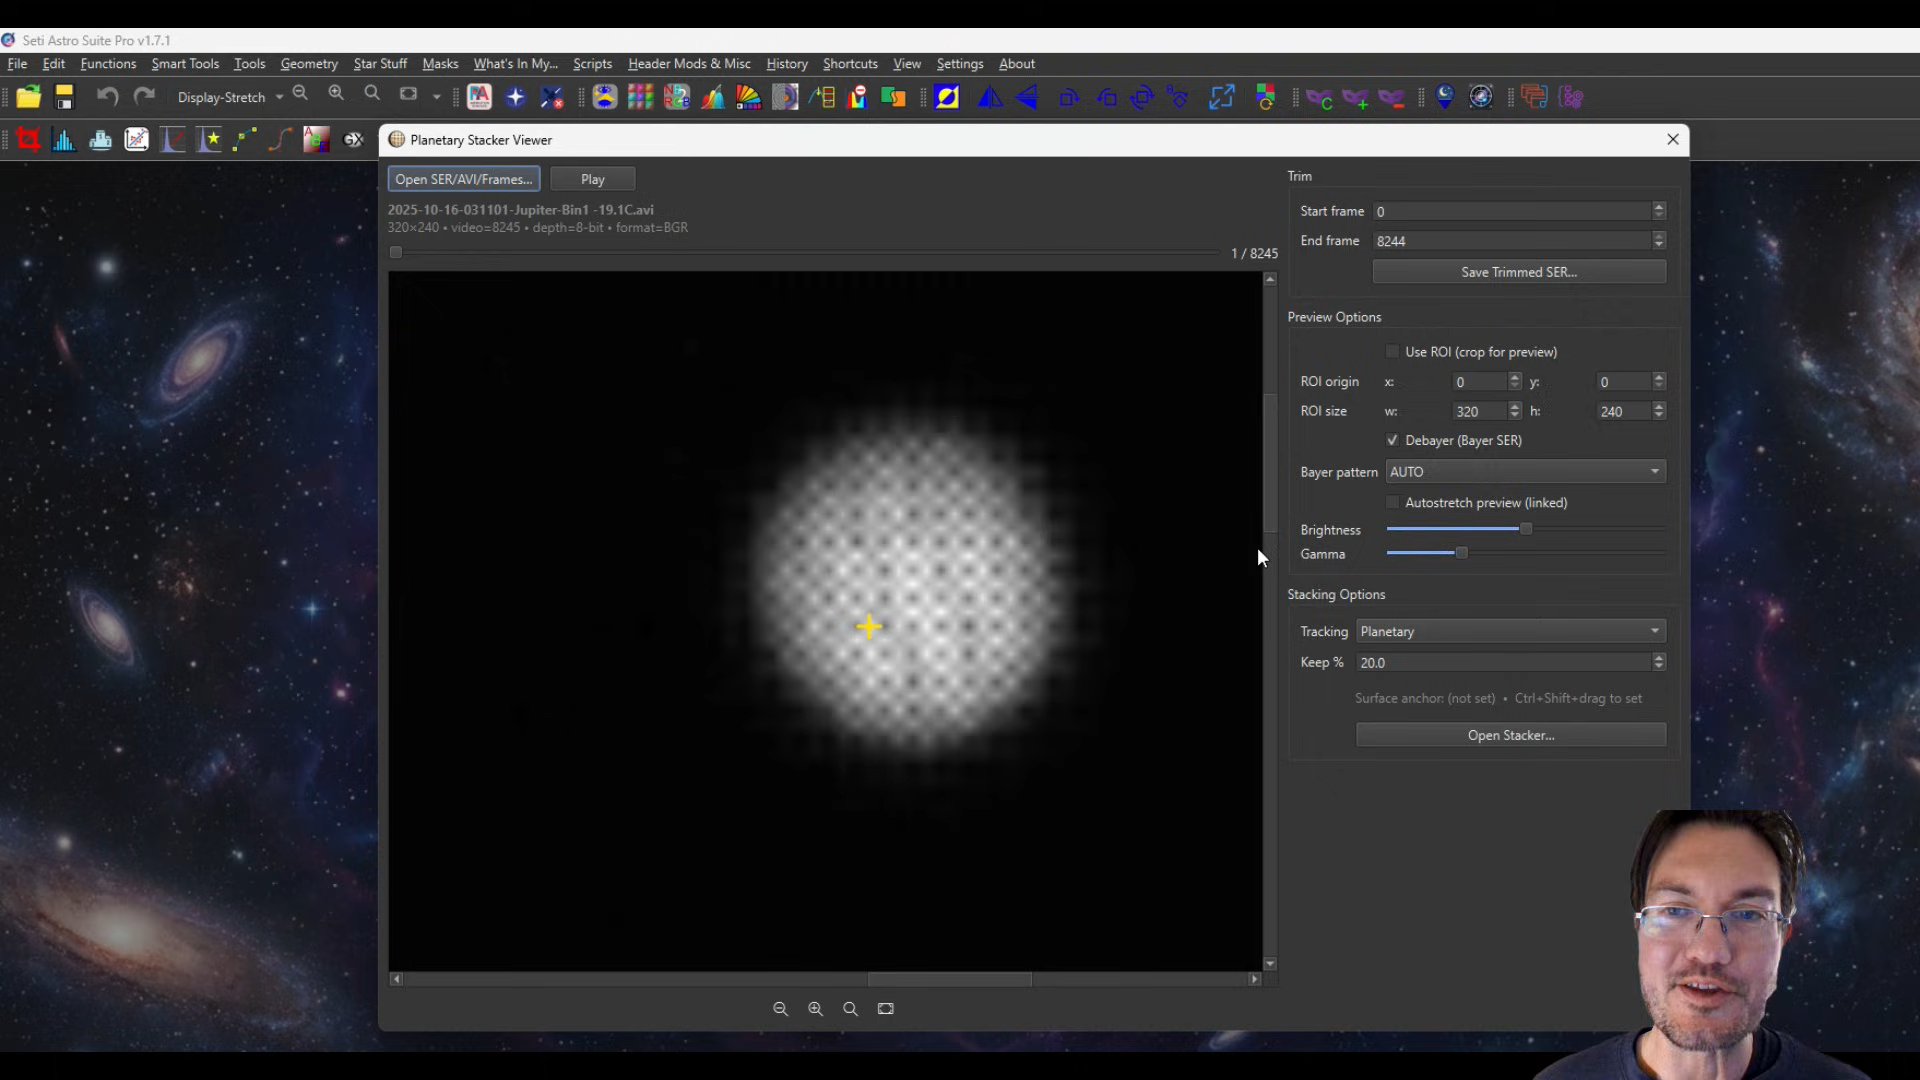 Seti Astro Suite Pro v1.7.1
File Edit Functions Smart Tools Tools Geometry Star Stuff Masks What's In My... Scripts Header Mods & Misc History Shortcuts View Settings About
Display-Stretch
Planetary Stacker Viewer
Open SER/AVI/Frames... Play
2025-10-16-031101-Jupiter-Bin1 -19.1C.avi
320×240 • video=8245 • depth=8-bit • format=BGR
1 / 8245
Trim
Start frame 0
End frame 8244
Save Trimmed SER...
Preview Options
Use ROI (crop for preview)
ROI origin x: 0 y: 0
ROI size w: 320 h: 240
Debayer (Bayer SER)
Bayer pattern AUTO
Autostretch preview (linked)
Brightness
Gamma
Stacking Options
Tracking Planetary
Keep % 20.0
Surface anchor: (not set) • Ctrl+Shift+drag to set
Open Stacker...